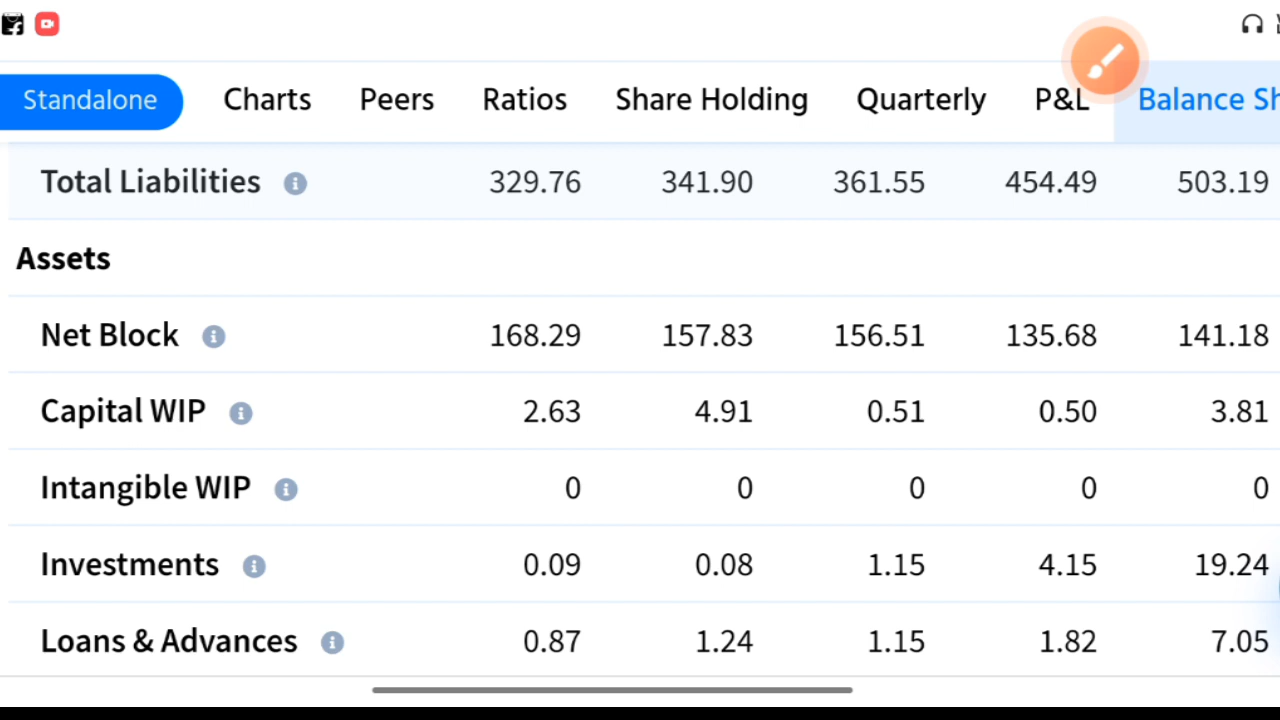 Standalone Charts Peers Ratios Share Holding Quarterly P&L Balance Sh
Total Liabilities 329.76 341.90 361.55 454.49 503.19
Assets
Net Block 168.29 157.83 156.51 135.68 141.18
Capital WIP 2.63 4.91 0.51 0.50 3.81
Intangible WIP 0 0 0 0 0
Investments 0.09 0.08 1.15 4.15 19.24
Loans & Advances 0.87 1.24 1.15 1.82 7.05